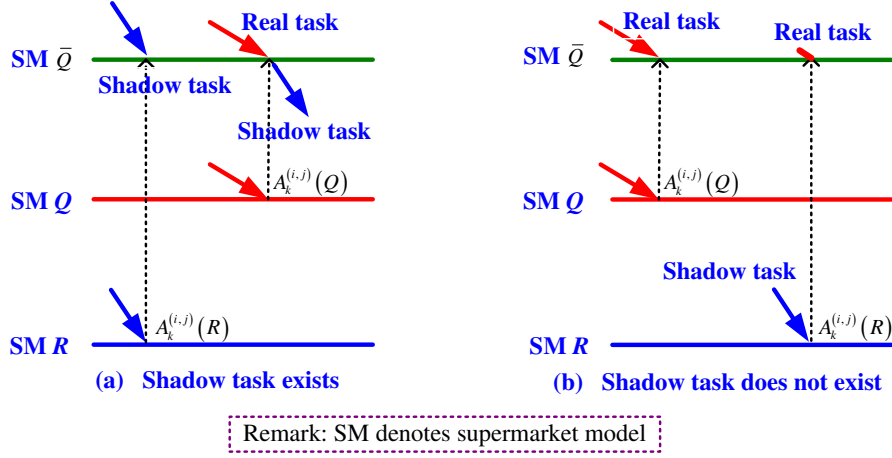 Real task
SM Q̄
Shadow task
Shadow task
A_k^{(i,j)}(Q)
SM Q
A_k^{(i,j)}(R)
SM R
(a) Shadow task exists
Real task
Real task
SM Q̄
A_k^{(i,j)}(Q)
SM Q
Shadow task
A_k^{(i,j)}(R)
SM R
(b) Shadow task does not exist
Remark: SM denotes supermarket model